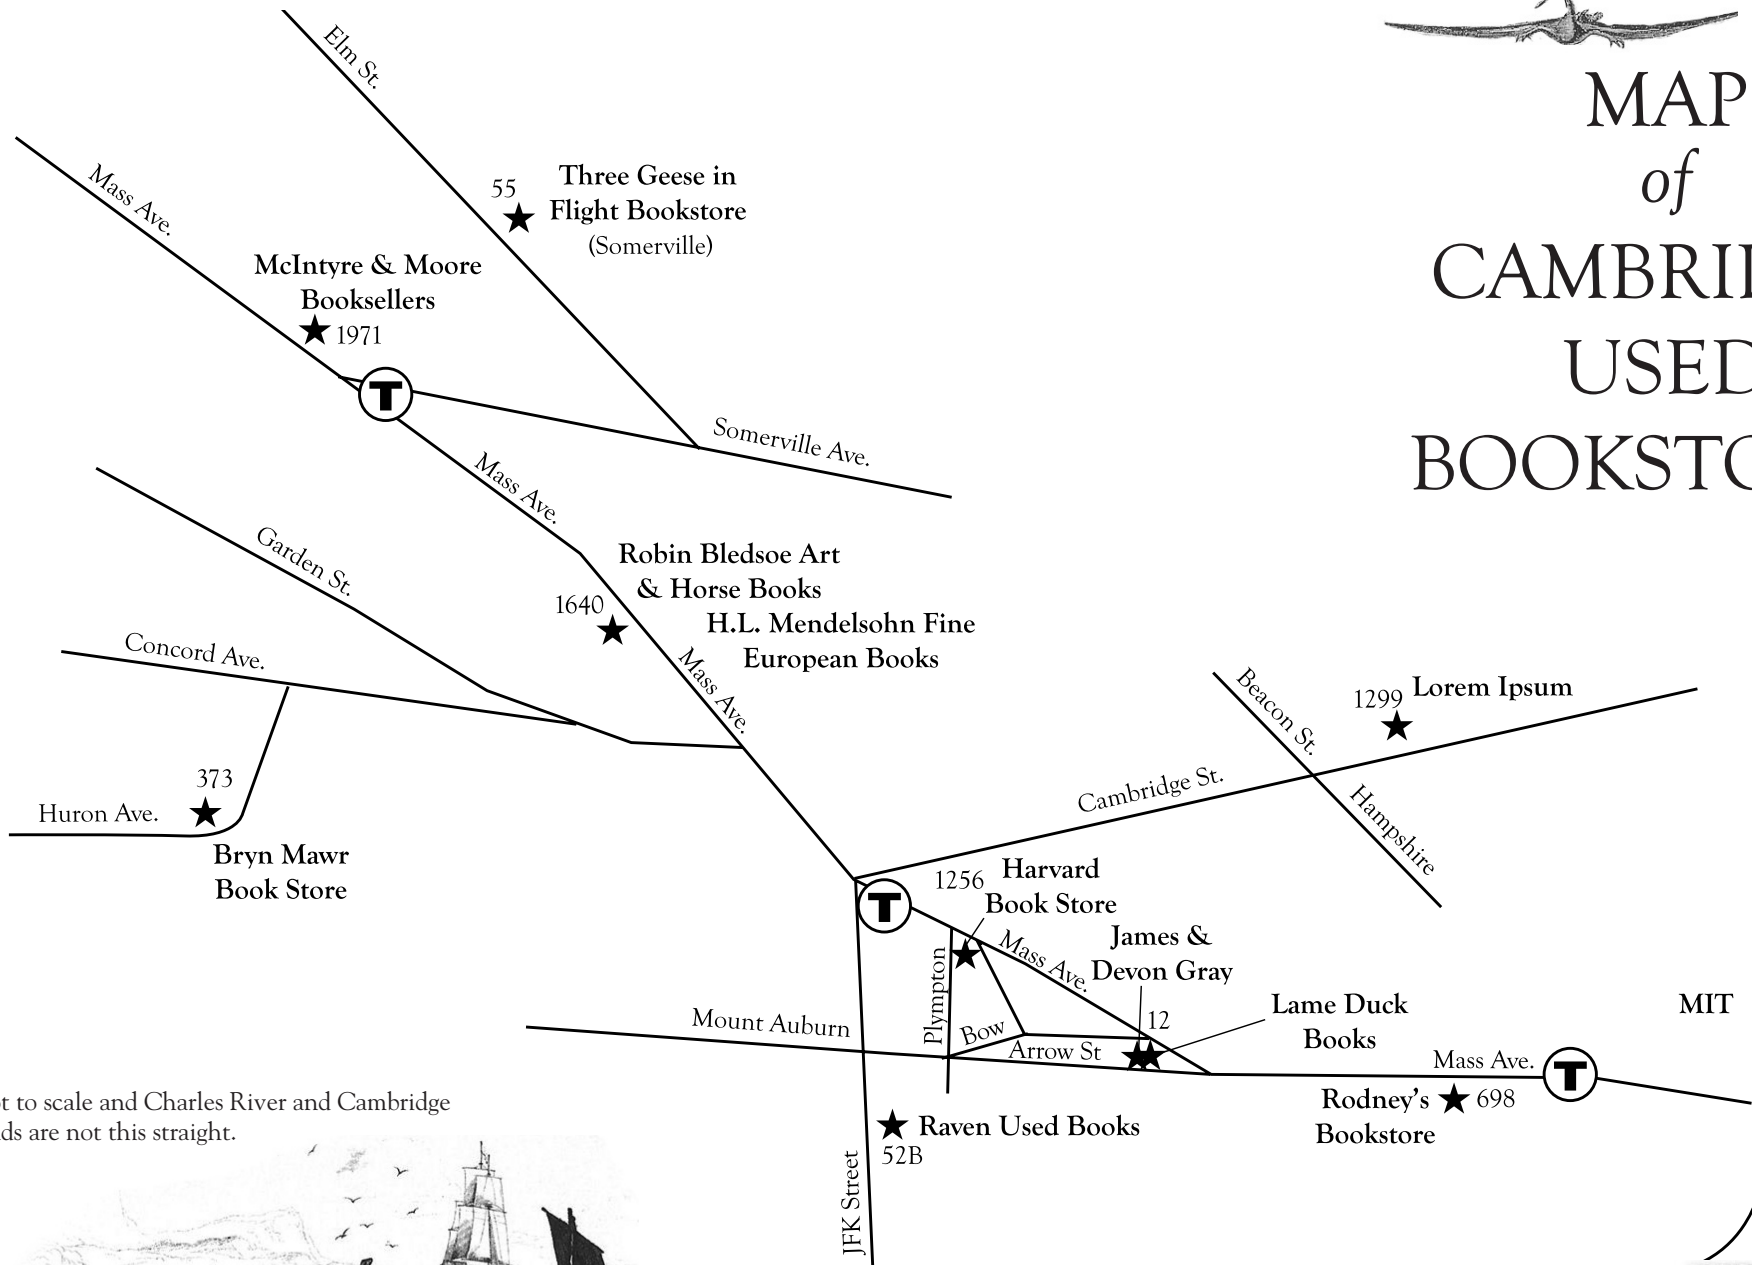 MAP
of
CAMBRI
USED
BOOKSTO
Elm St.
Mass Ave.
55
Three Geese in
Flight Bookstore
(Somerville)
McIntyre & Moore
Booksellers
1971
T
Somerville Ave.
Mass Ave.
Garden St.
Robin Bledsoe Art
& Horse Books
1640
H.L. Mendelsohn Fine
European Books
Concord Ave.
Mass Ave.
Beacon St.
1299
Lorem Ipsum
373
Huron Ave.
Cambridge St.
Hampshire
Bryn Mawr
Book Store
1256
Harvard
Book Store
T
James &
Devon Gray
Mass Ave.
Plympton
Lame Duck
Books
MIT
12
Mount Auburn
Bow
Arrow St
Mass Ave.
T
Rodney's
Bookstore
698
t to scale and Charles River and Cambridge
ds are not this straight.
Raven Used Books
52B
JFK Street